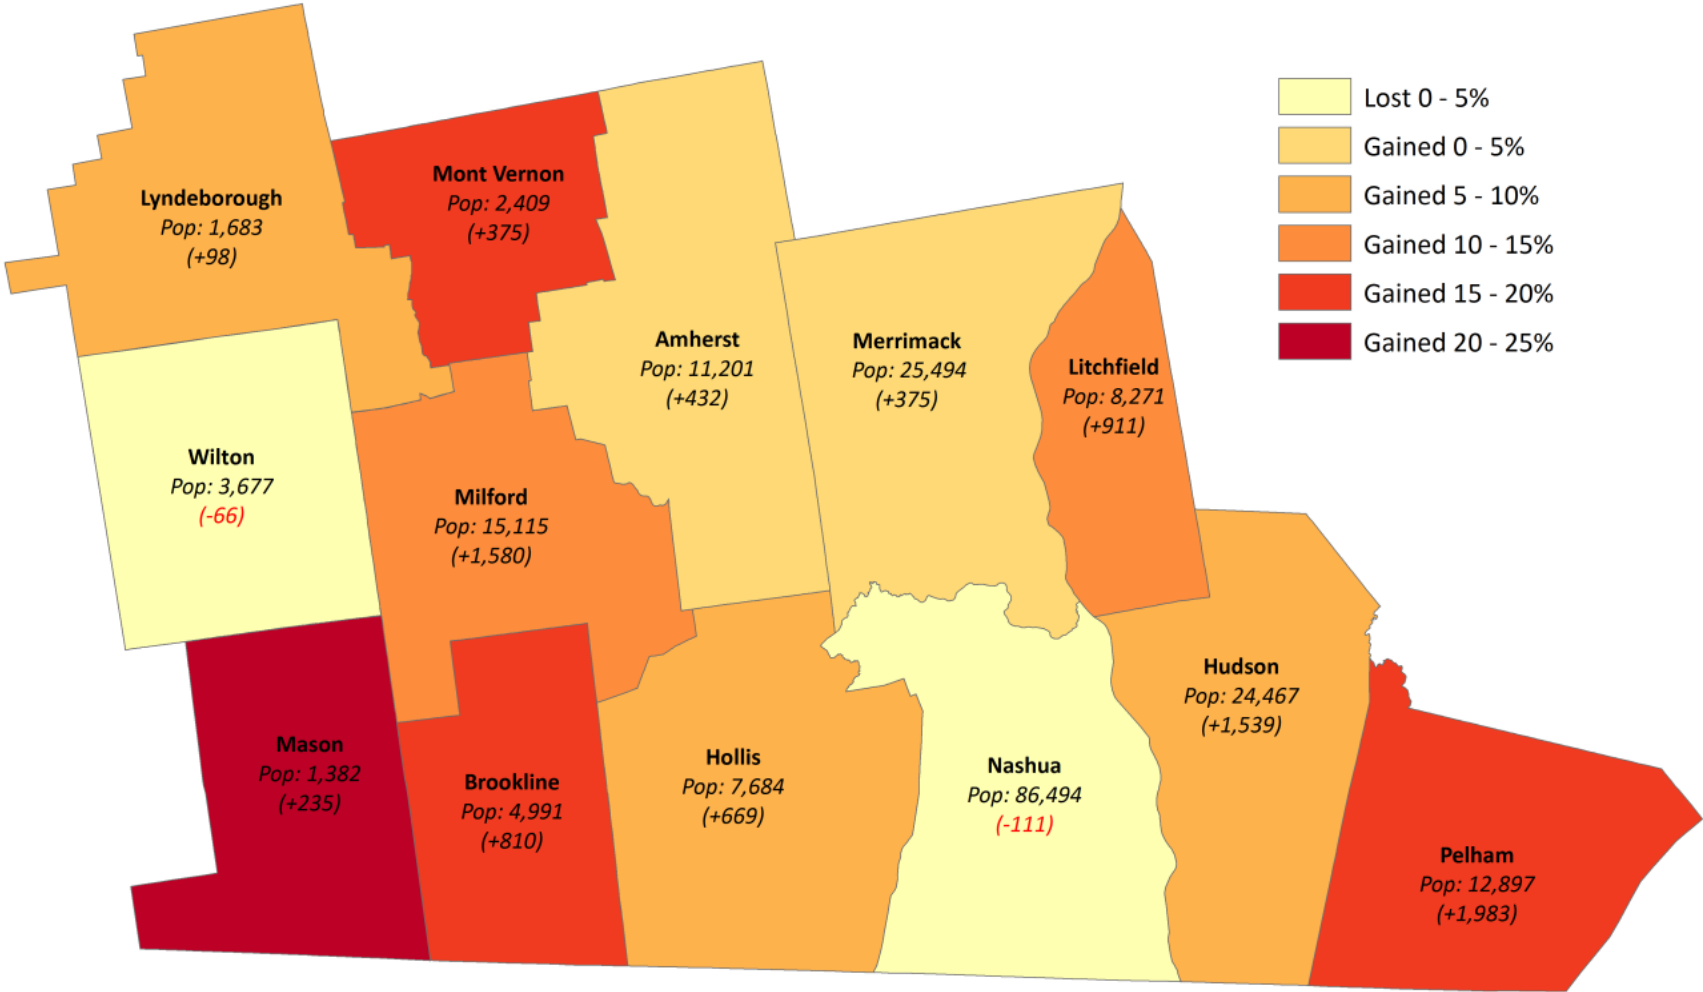 Lost 0 - 5%
Gained 0 - 5%
Gained 5 - 10%
Gained 10 - 15%
Gained 15 - 20%
Gained 20 - 25%
Lyndeborough
Pop: 1,683
(+98)
Mont Vernon
Pop: 2,409
(+375)
Amherst
Pop: 11,201
(+432)
Merrimack
Pop: 25,494
(+375)
Litchfield
Pop: 8,271
(+911)
Wilton
Pop: 3,677
(-66)
Milford
Pop: 15,115
(+1,580)
Hudson
Pop: 24,467
(+1,539)
Mason
Pop: 1,382
(+235)
Brookline
Pop: 4,991
(+810)
Hollis
Pop: 7,684
(+669)
Nashua
Pop: 86,494
(-111)
Pelham
Pop: 12,897
(+1,983)